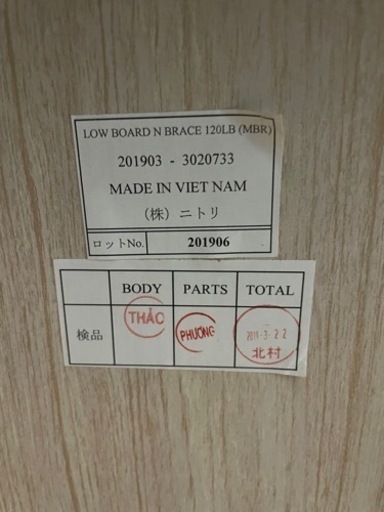 LOW BOARD N BRACE 120LB (MBR)
201903 - 3020733
MADE IN VIET NAM
（株）ニトリ
ロットNo. 201906
BODY PARTS TOTAL
検品 THẢO PHƯƠNG
北村